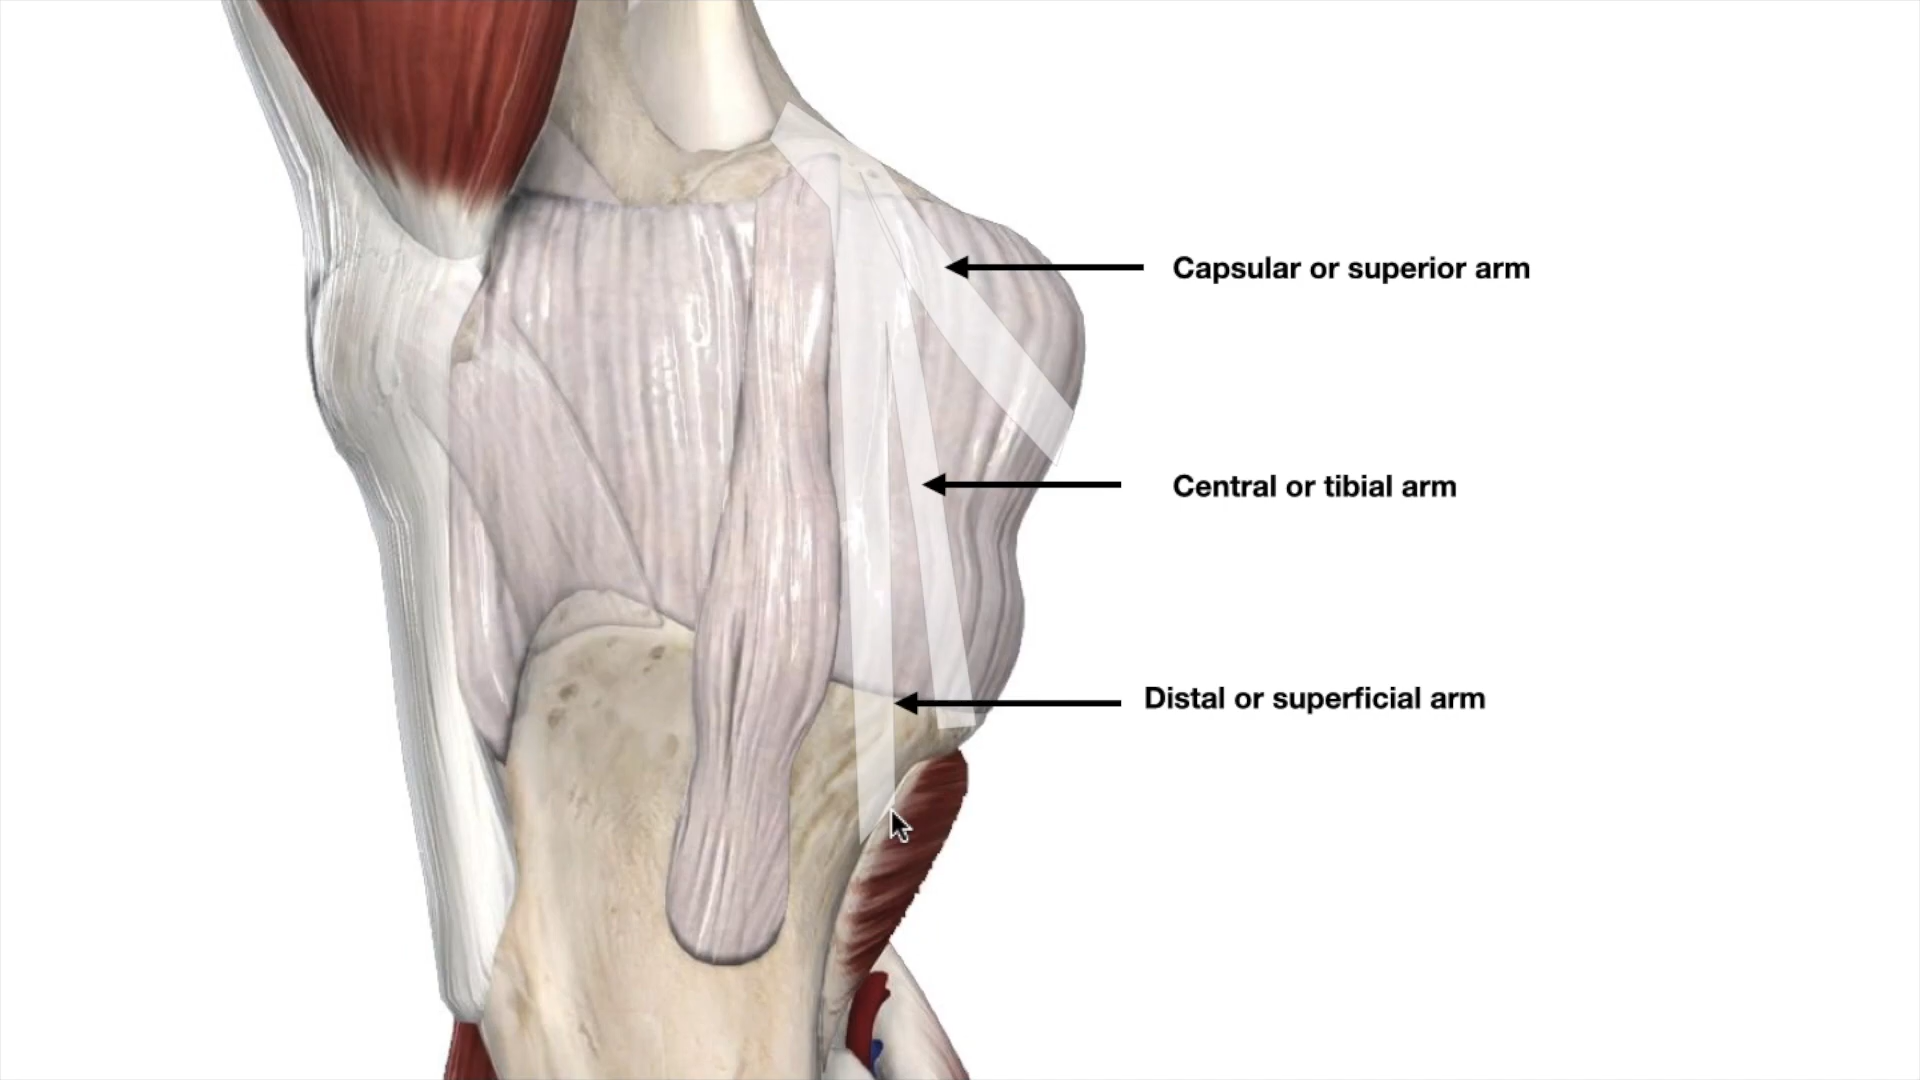 Capsular or superior arm
Central or tibial arm
Distal or superficial arm